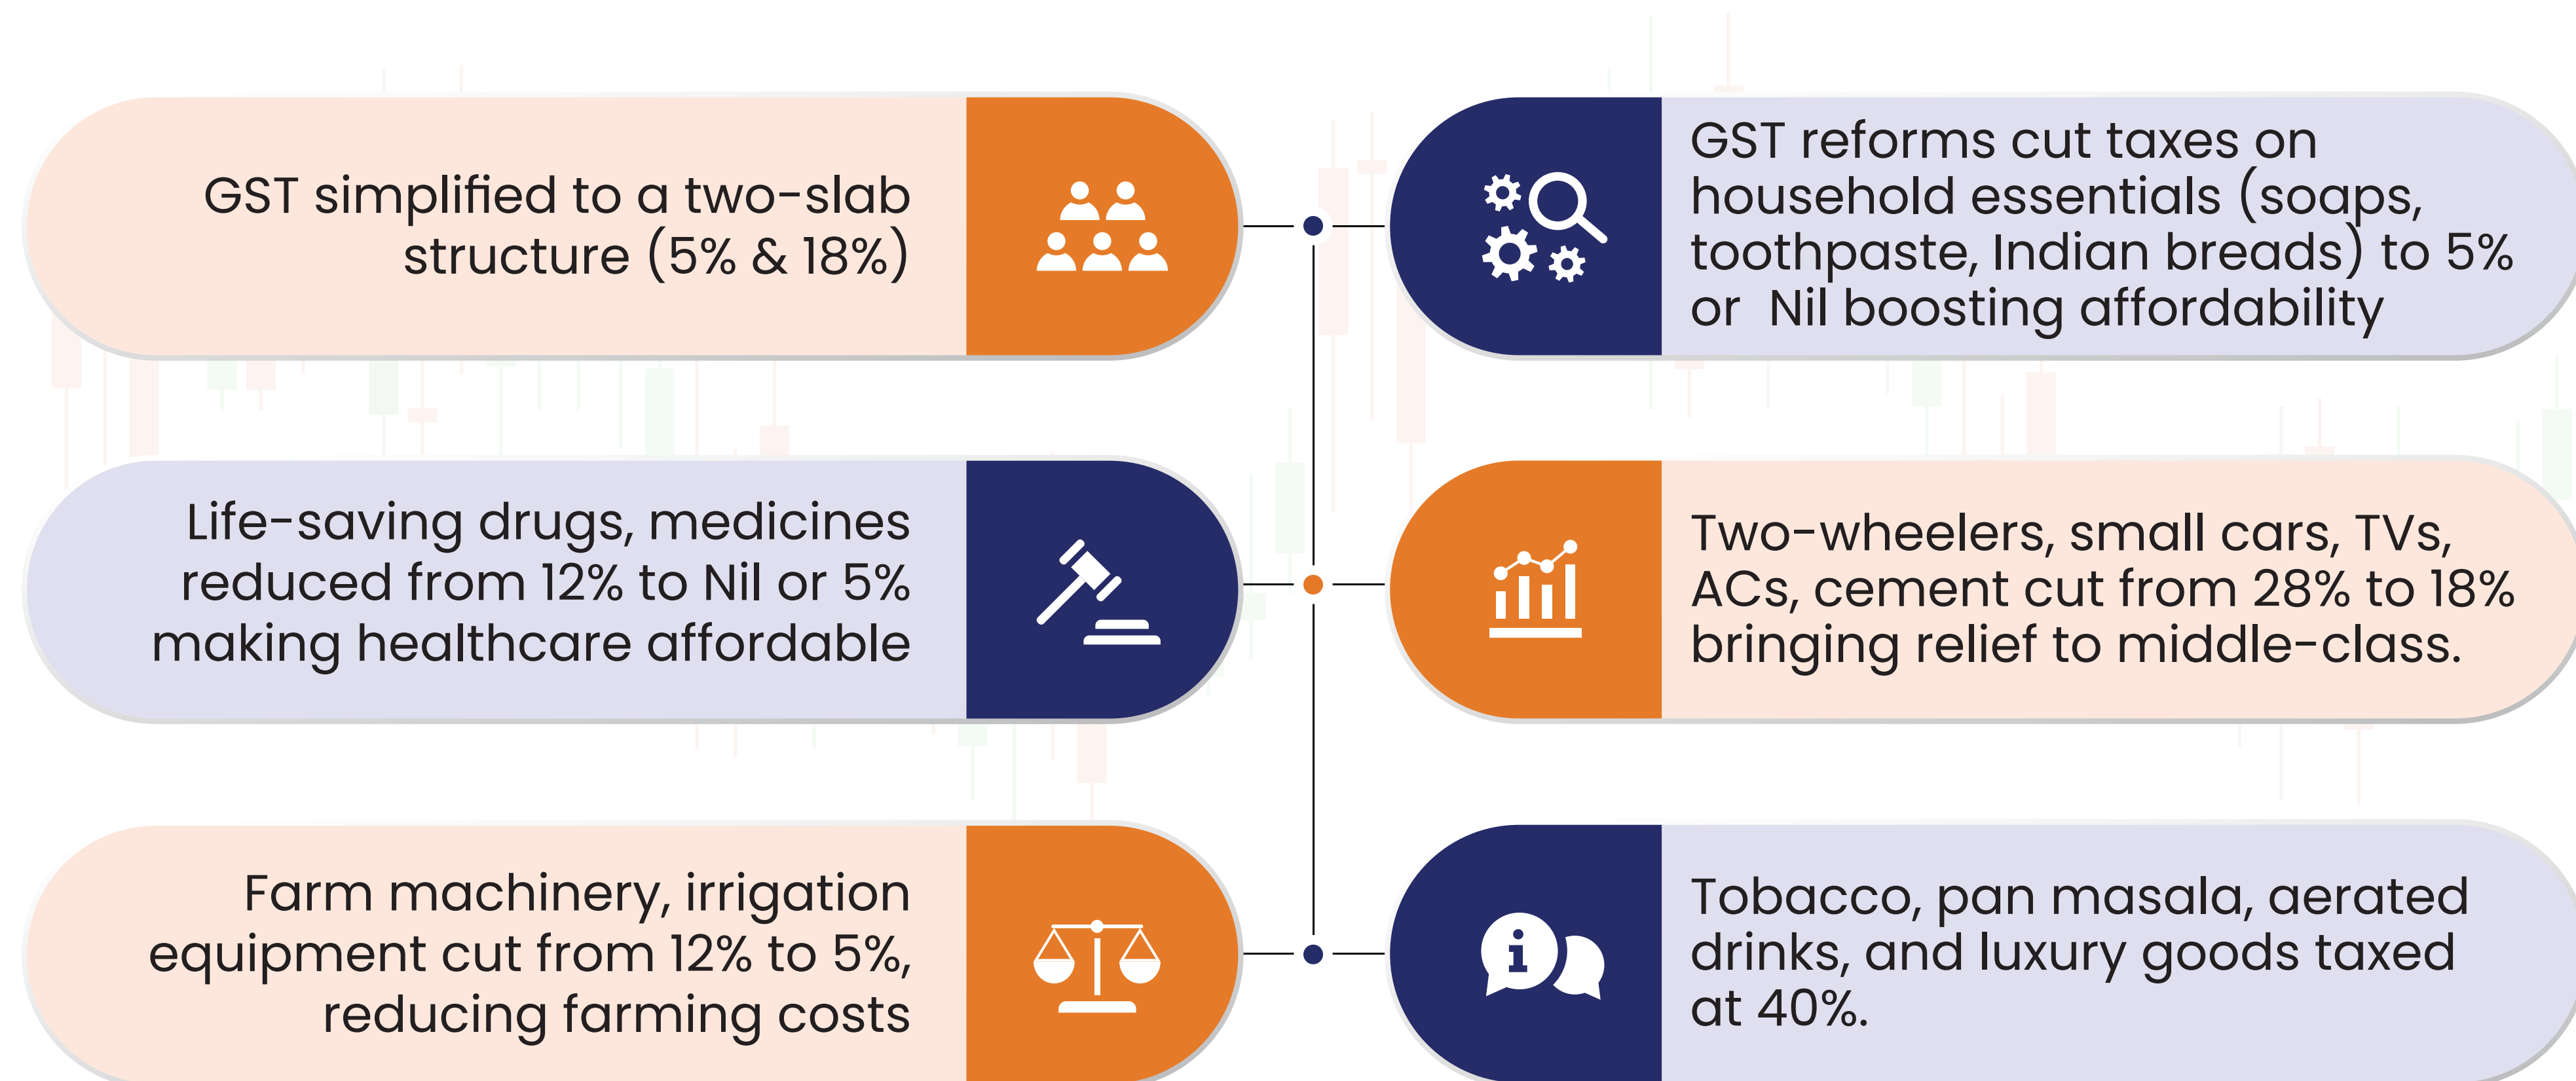 GST simplified to a two-slab
structure (5% & 18%)
GST reforms cut taxes on
household essentials (soaps,
toothpaste, Indian breads) to 5%
or Nil boosting affordability
Life-saving drugs, medicines
reduced from 12% to Nil or 5%
making healthcare affordable
Two-wheelers, small cars, TVs,
ACs, cement cut from 28% to 18%
bringing relief to middle-class.
Farm machinery, irrigation
equipment cut from 12% to 5%,
reducing farming costs
Tobacco, pan masala, aerated
drinks, and luxury goods taxed
at 40%.